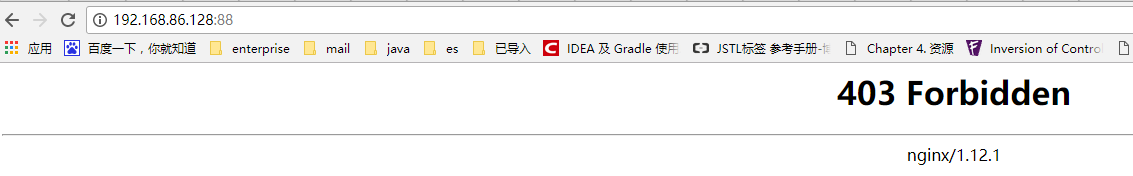 192.168.86.128:88
应用 百度一下，你就知道 enterprise mail java es 已导入 IDEA 及 Gradle 使用 JSTL标签 参考手册- Chapter 4. 资源 Inversion of Control
403 Forbidden
nginx/1.12.1